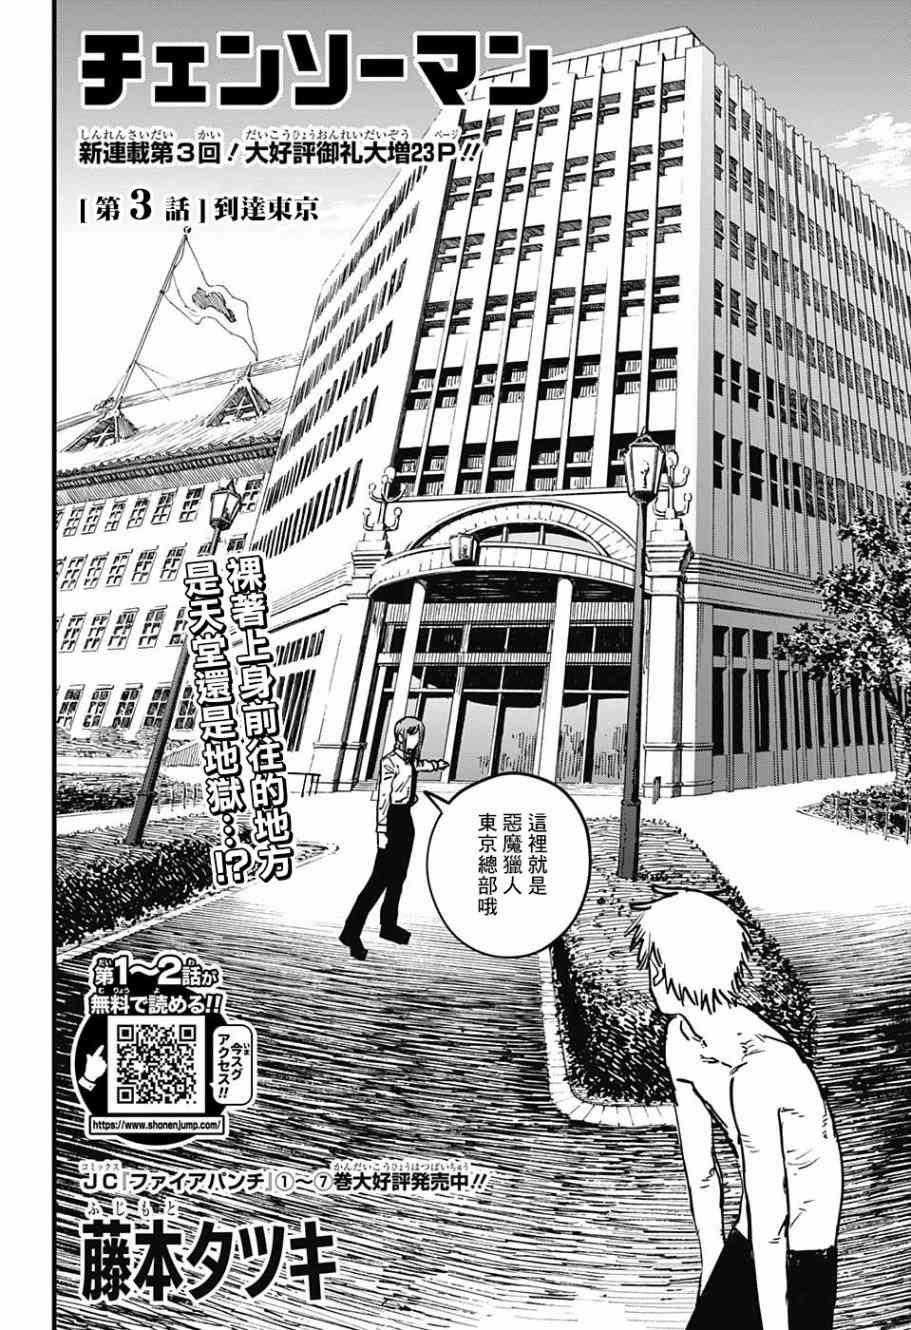 チェンソーマン
しんれんさいだい かい だいこうひょうおんれいだいぞう ページ
新連載第3回！大好評御礼大増23P!!
[第3話]到達東京
裸著上身前往的地方
是天堂還是地獄…!?
這裡就是
惡魔獵人
東京總部哦
だい わ
第1～2話が
むりょう よ
無料で読める!!
いま
今スグ
アクセス!!
https://www.shonenjump.com/
コミックス かんだいこうひょうはつばいちゅう
JC『ファイアパンチ』①～⑦巻大好評発売中!!
ふじもと
藤本タツキ